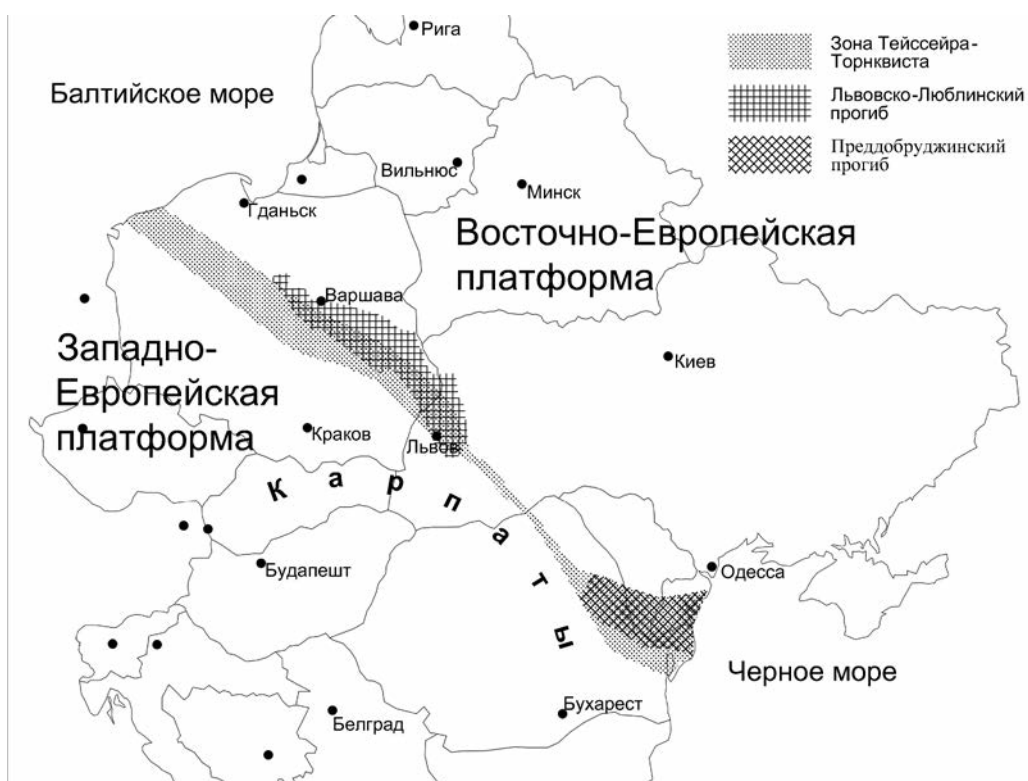 Рига
Зона Тейссейра-
Торнквиста
Балтийское море
Львовско-Люблинский
прогиб
Преддобруджинский
прогиб
Вильнюс
Минск
Гданьск
Восточно-Европейская
платформа
Варшава
Западно-
Европейская
платформа
Киев
Краков
Львов
Карпаты
Будапешт
Одесса
Черное море
Бухарест
Белград